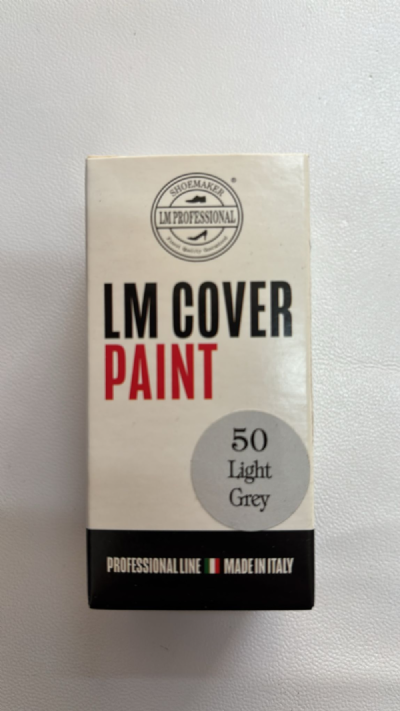 SHOEMAKER
LM PROFESSIONAL
LM COVER
PAINT
50
Light
Grey
PROFESSIONAL LINE MADE IN ITALY